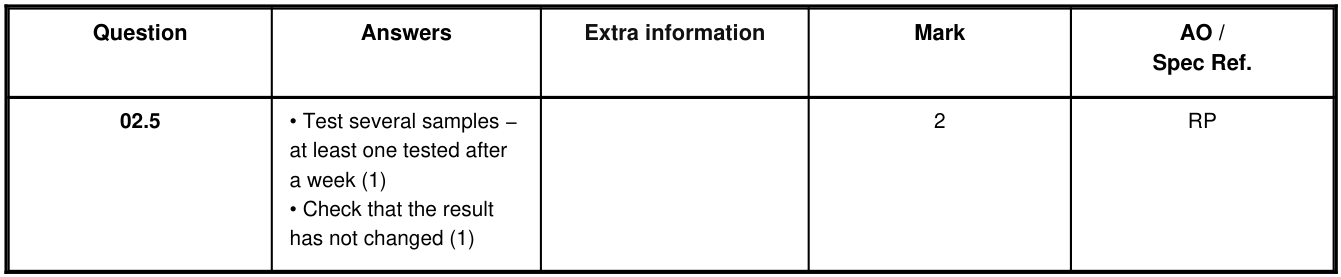 Question Answers Extra information Mark AO /
Spec Ref.
02.5 • Test several samples – 2 RP
at least one tested after
a week (1)
• Check that the result
has not changed (1)